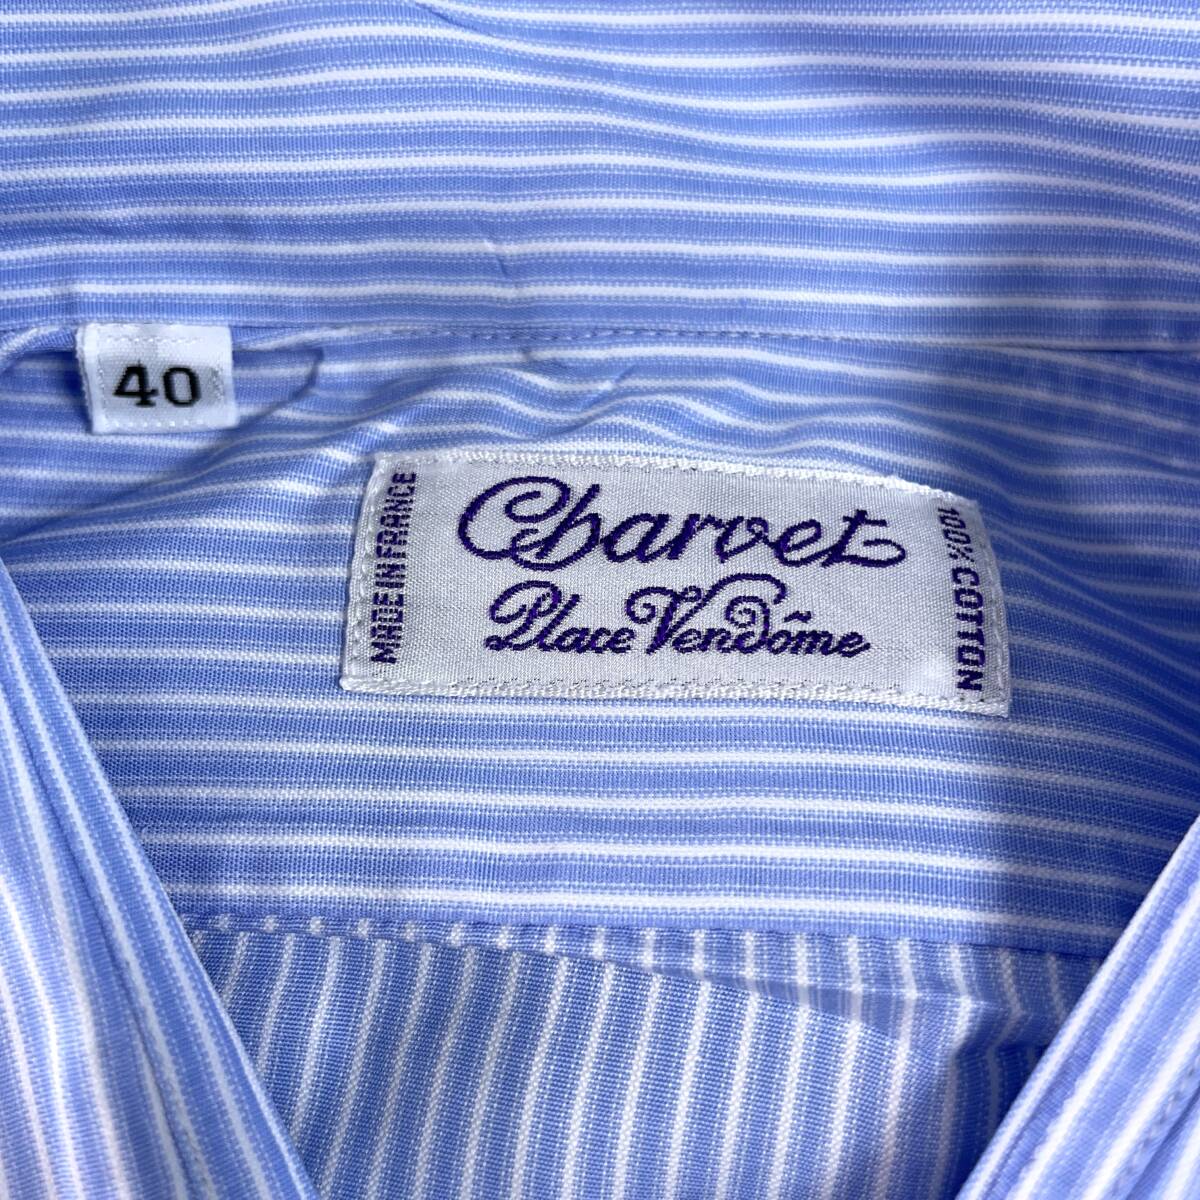 40
MADE IN FRANCE
Charvet
Place Vendôme
100% COTTON